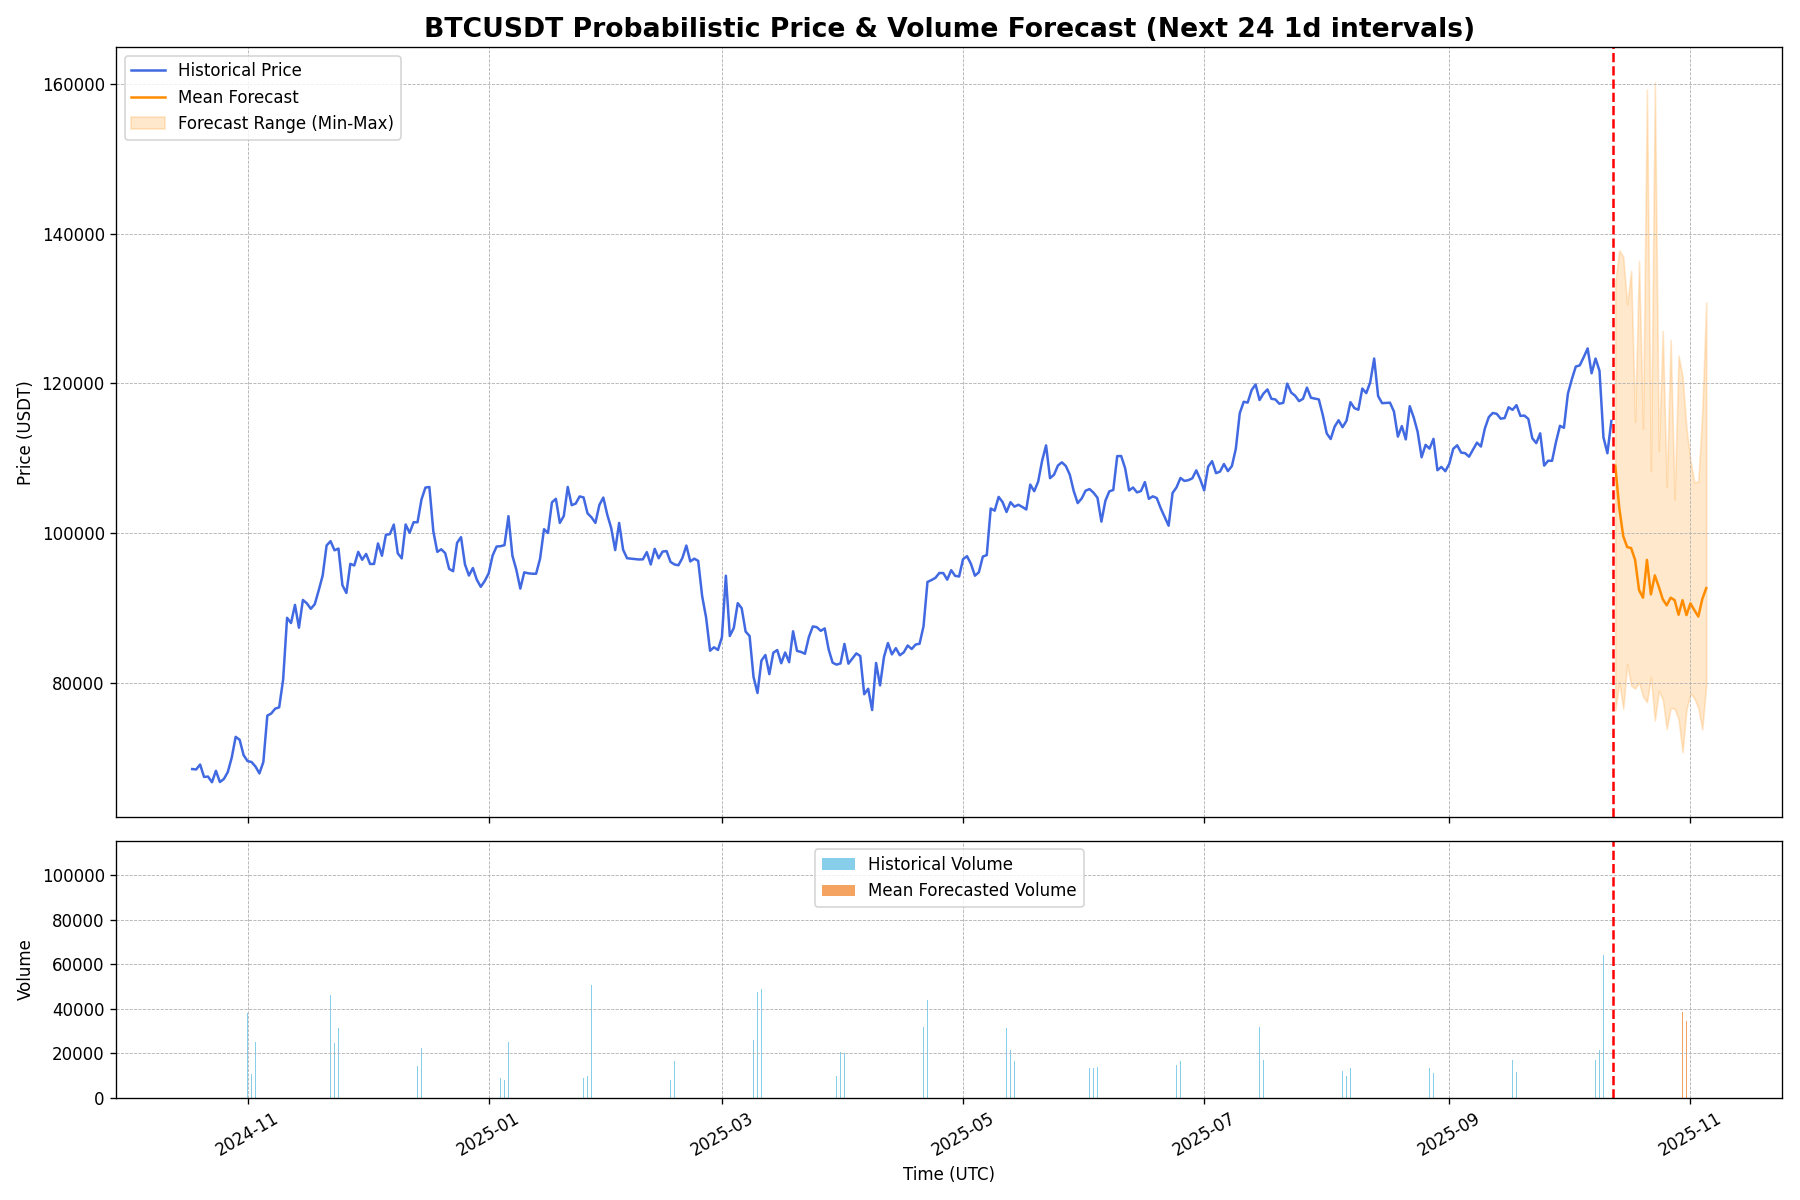 BTCUSDT Probabilistic Price & Volume Forecast (Next 24 1d intervals)
Historical Price
Mean Forecast
Forecast Range (Min-Max)
160000
140000
120000
100000
80000
Price (USDT)
Historical Volume
Mean Forecasted Volume
100000
80000
60000
40000
20000
0
Volume
2024-11
2025-01
2025-03
2025-05
2025-07
2025-09
2025-11
Time (UTC)